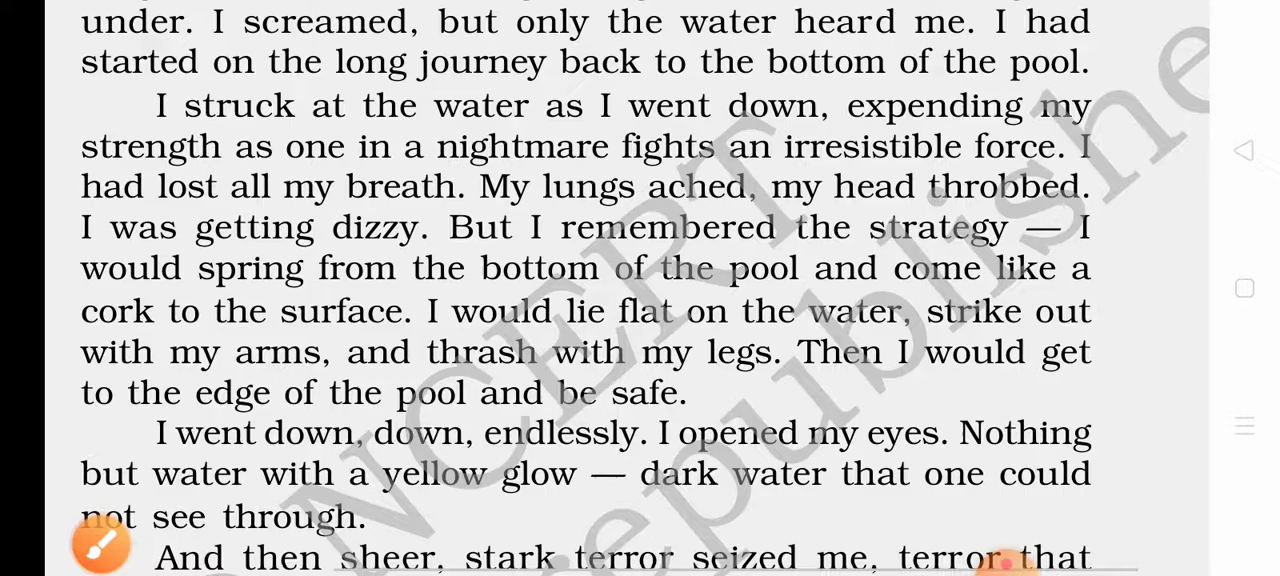 under. I screamed, but only the water heard me. I had
started on the long journey back to the bottom of the pool.
I struck at the water as I went down, expending my
strength as one in a nightmare fights an irresistible force. I
had lost all my breath. My lungs ached, my head throbbed.
I was getting dizzy. But I remembered the strategy — I
would spring from the bottom of the pool and come like a
cork to the surface. I would lie flat on the water, strike out
with my arms, and thrash with my legs. Then I would get
to the edge of the pool and be safe.
I went down, down, endlessly. I opened my eyes. Nothing
but water with a yellow glow — dark water that one could
not see through.
And then sheer, stark terror seized me, terror that
NCERT
republishe